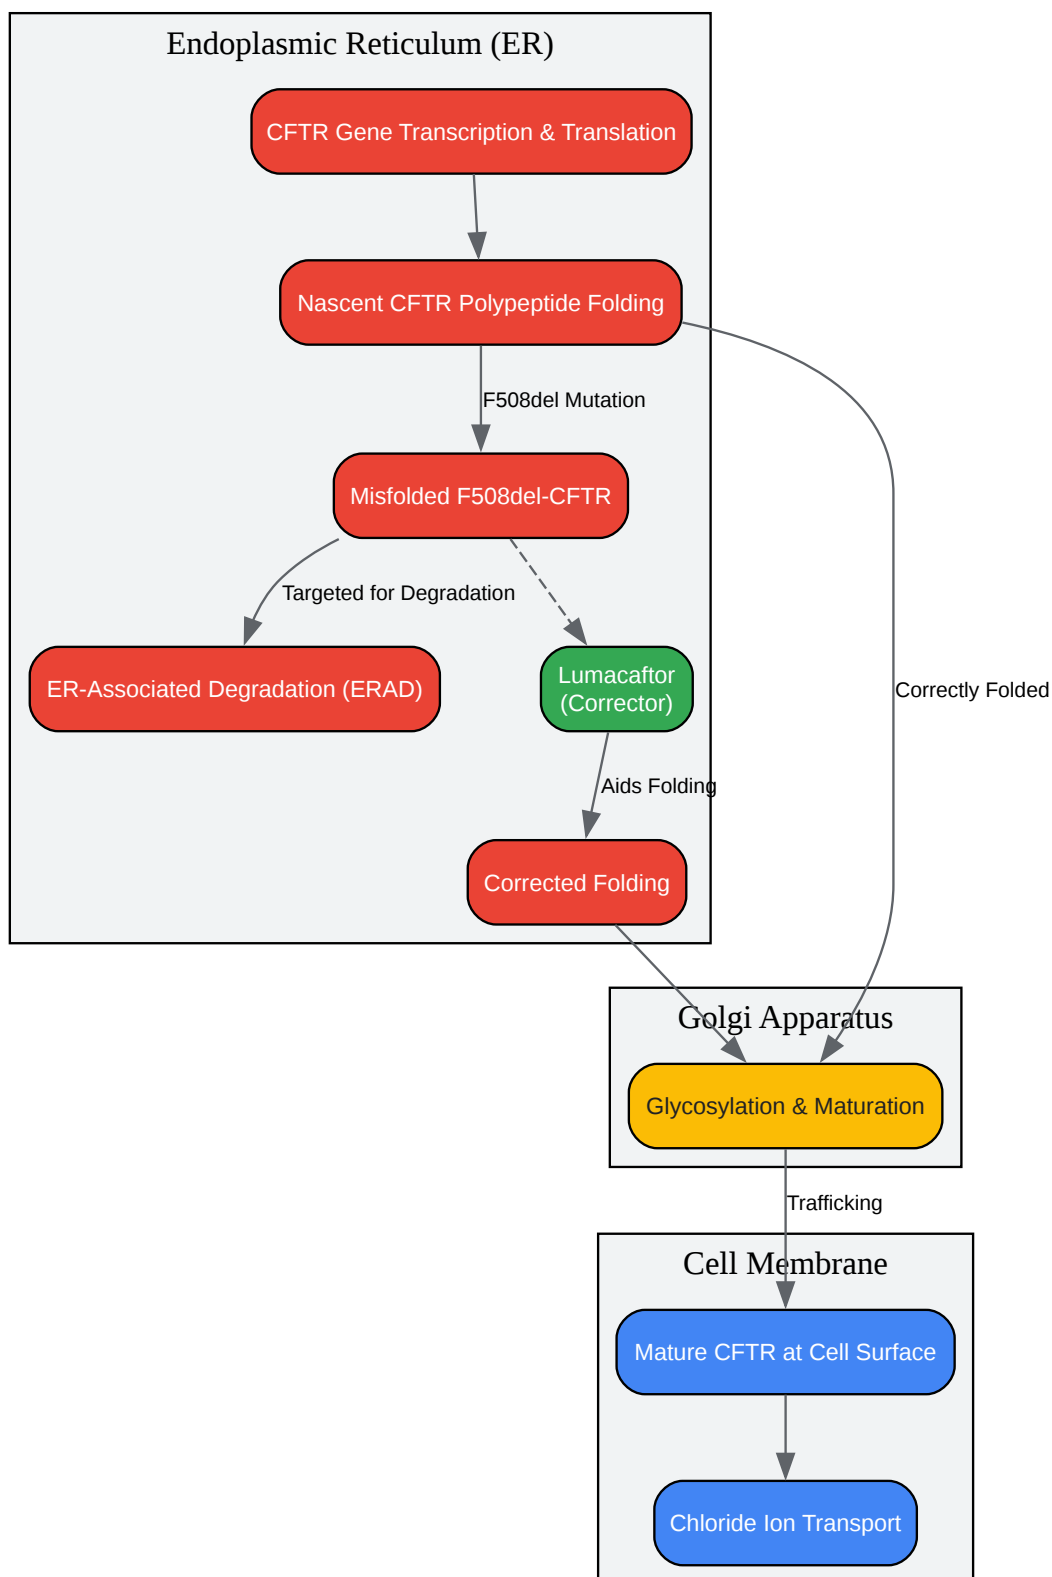 Endoplasmic Reticulum (ER)
CFTR Gene Transcription & Translation
Nascent CFTR Polypeptide Folding
F508del Mutation
Misfolded F508del-CFTR
Targeted for Degradation
ER-Associated Degradation (ERAD)
Lumacaftor
(Corrector)
Correctly Folded
Aids Folding
Corrected Folding
Golgi Apparatus
Glycosylation & Maturation
Trafficking
Cell Membrane
Mature CFTR at Cell Surface
Chloride Ion Transport